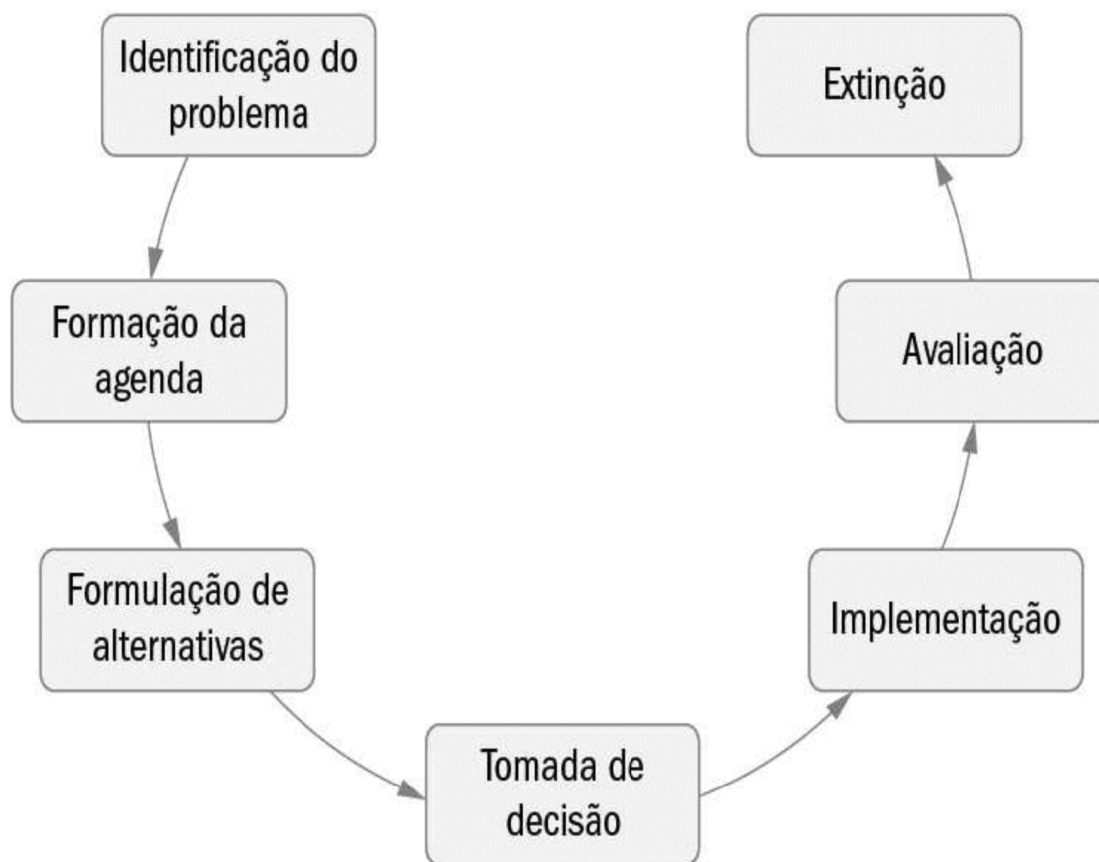 Identificação do
problema
Formação da
agenda
Formulação de
alternativas
Tomada de
decisão
Implementação
Avaliação
Extinção